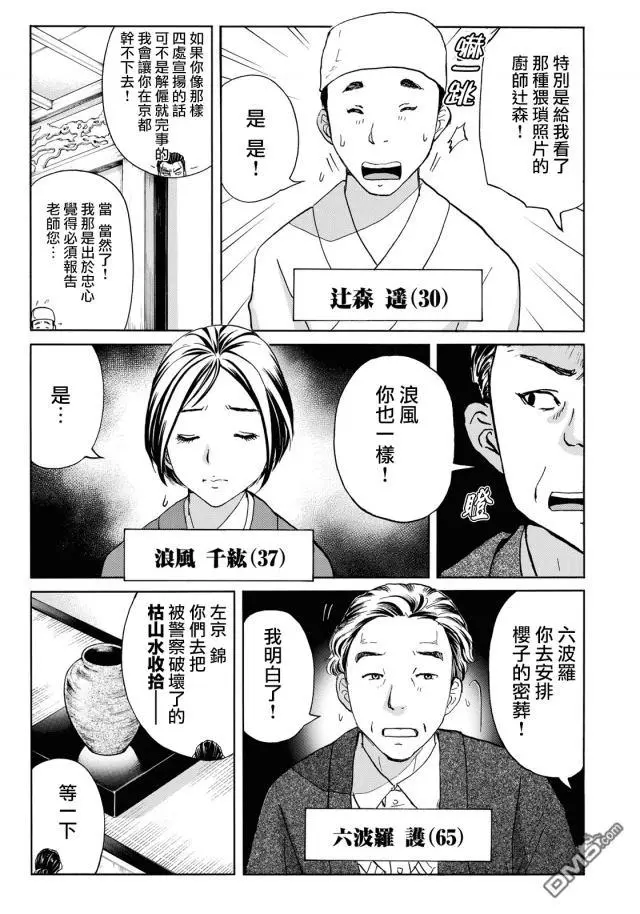 特別是給我看了
那種猥瑣照片的
廚師辻森！
嚇一跳
是 是！
辻森 遥(30)
如果你像那樣
四處宣揚的話
可不是解僱就完事的
我會讓你在京都
幹不下去！
當 當然了！
我那是出於忠心
覺得必須報告
老師您…
浪風
你也一樣！
瞪
是…
浪風 千紘(37)
六波羅
你去安排
櫻子的密葬！
我明白了！
六波羅 護(65)
左京 錦
你們去把
被警察破壞了的
枯山水收拾——
等一下
DM5.com